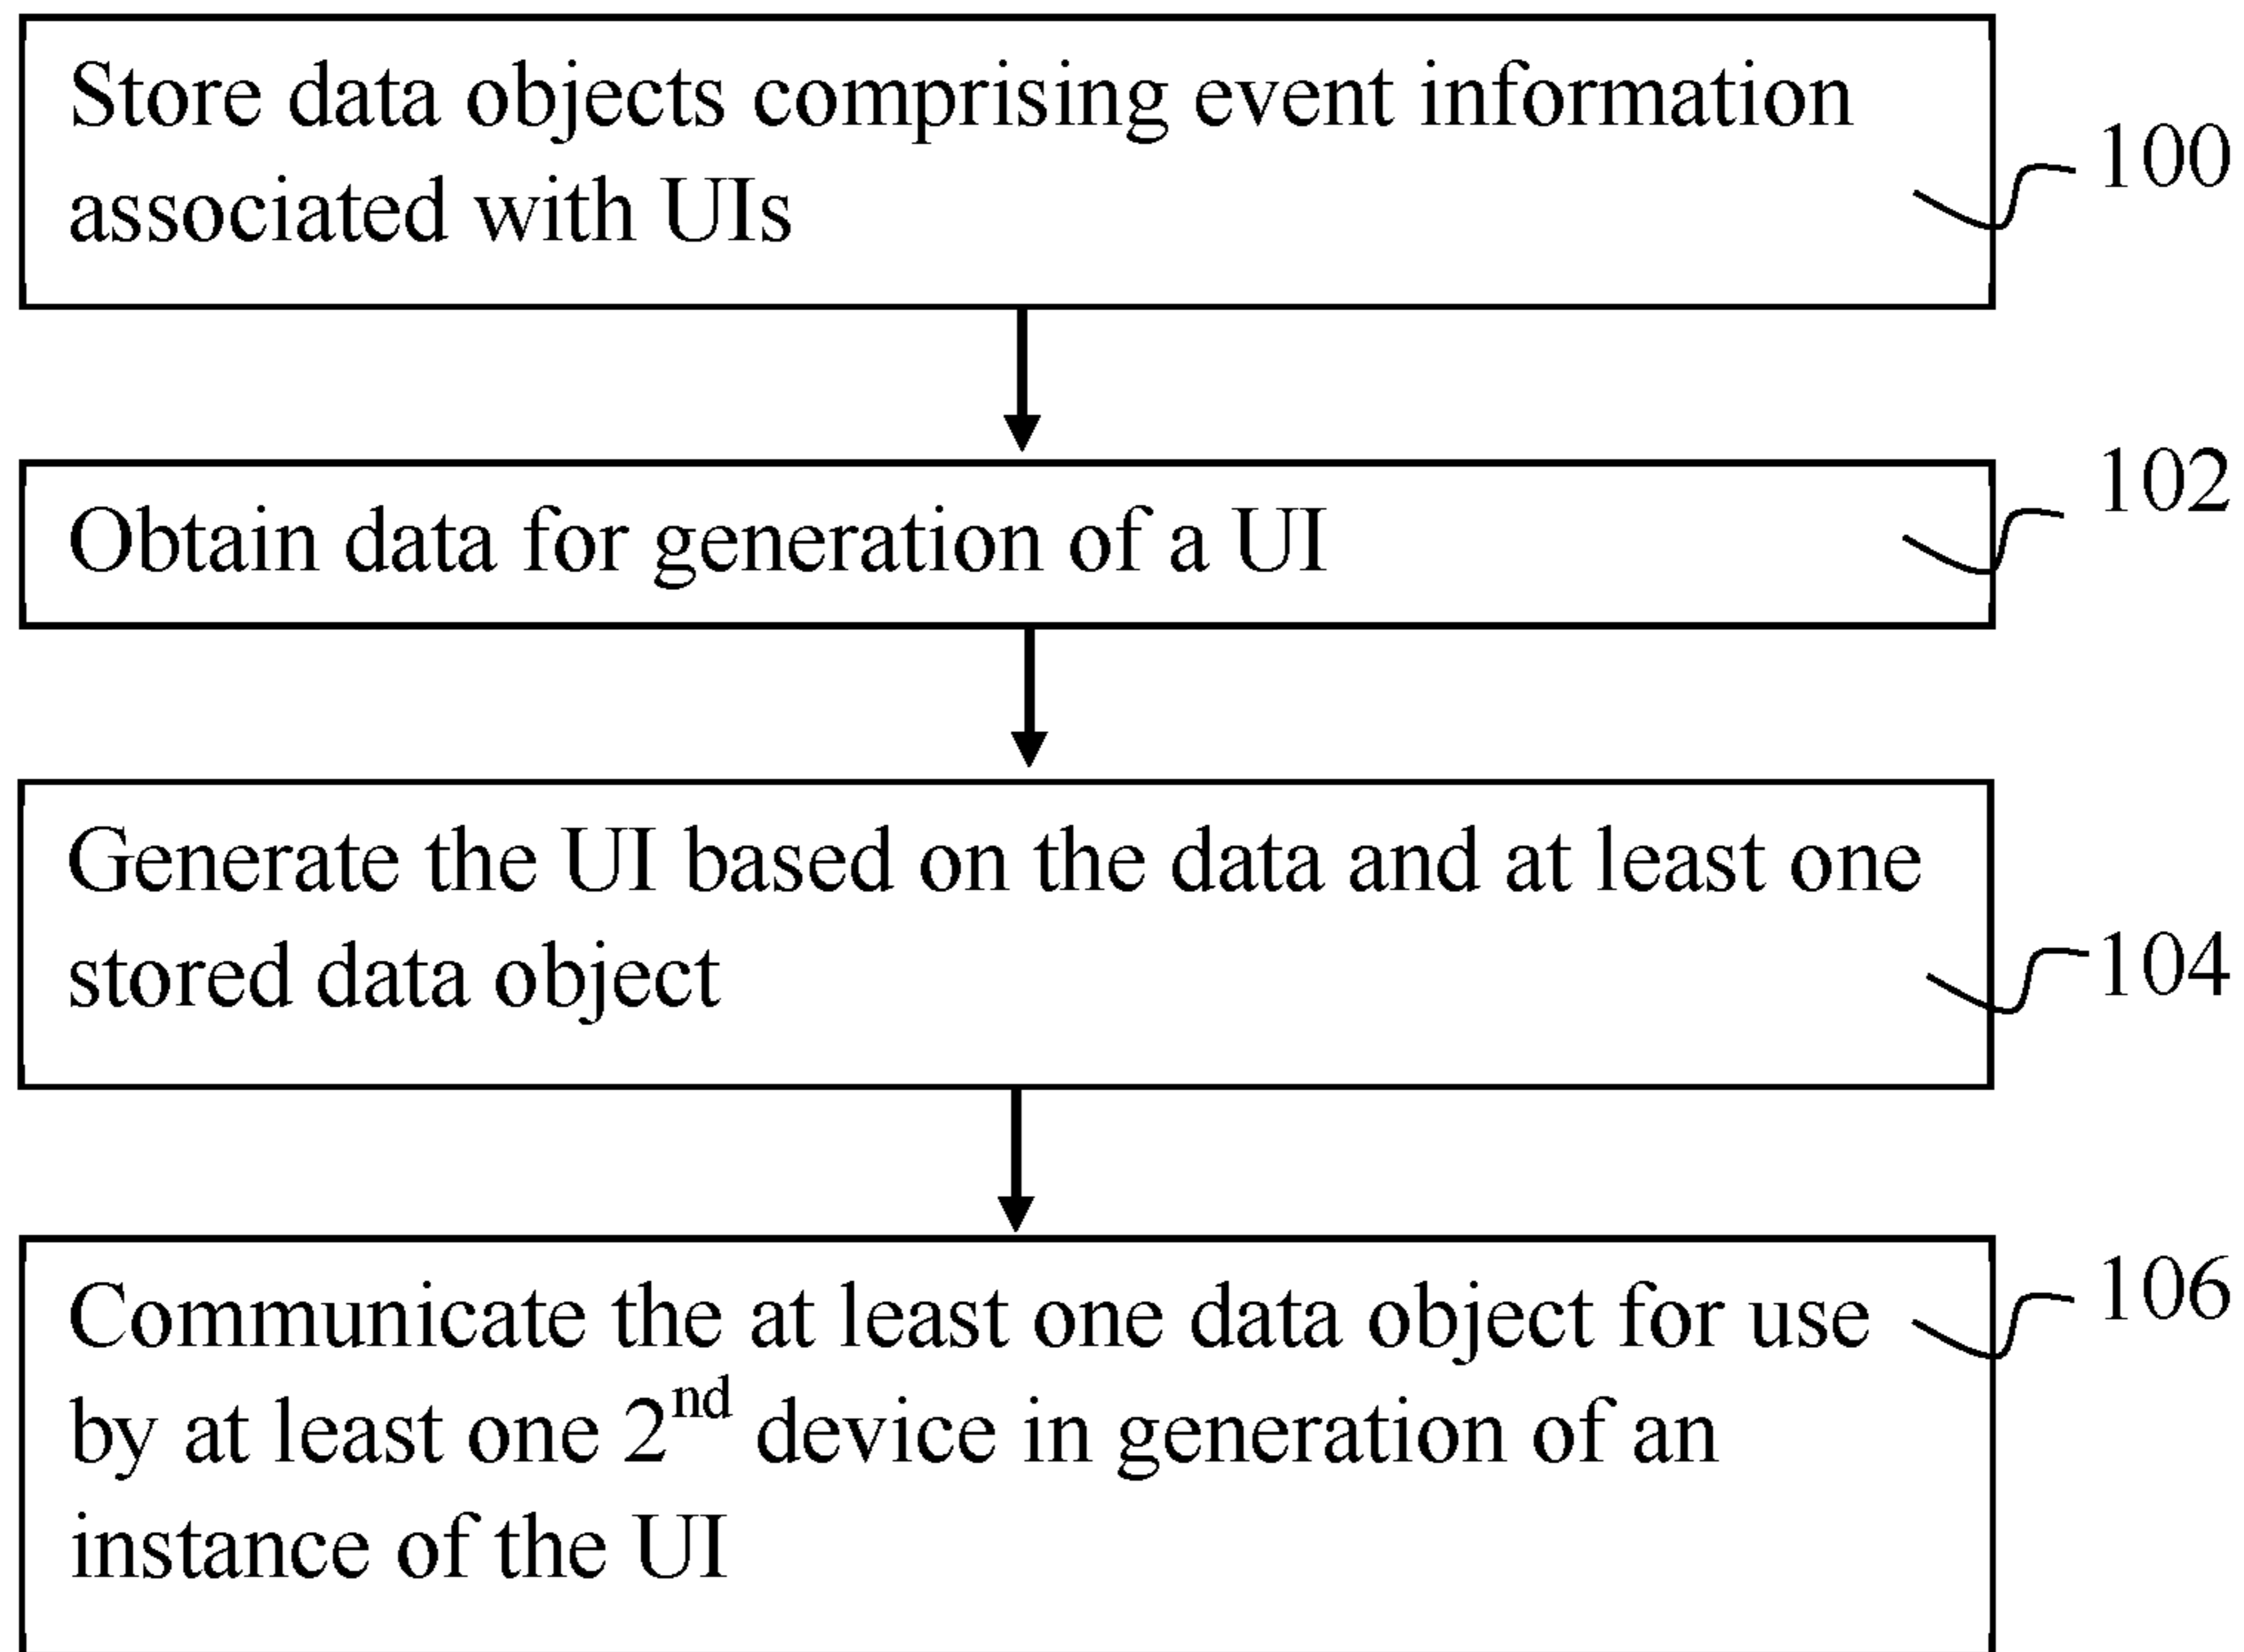 Store data objects comprising event information
associated with UIs
100
Obtain data for generation of a UI
102
Generate the UI based on the data and at least one
stored data object
104
Communicate the at least one data object for use
by at least one 2nd device in generation of an
instance of the UI
106